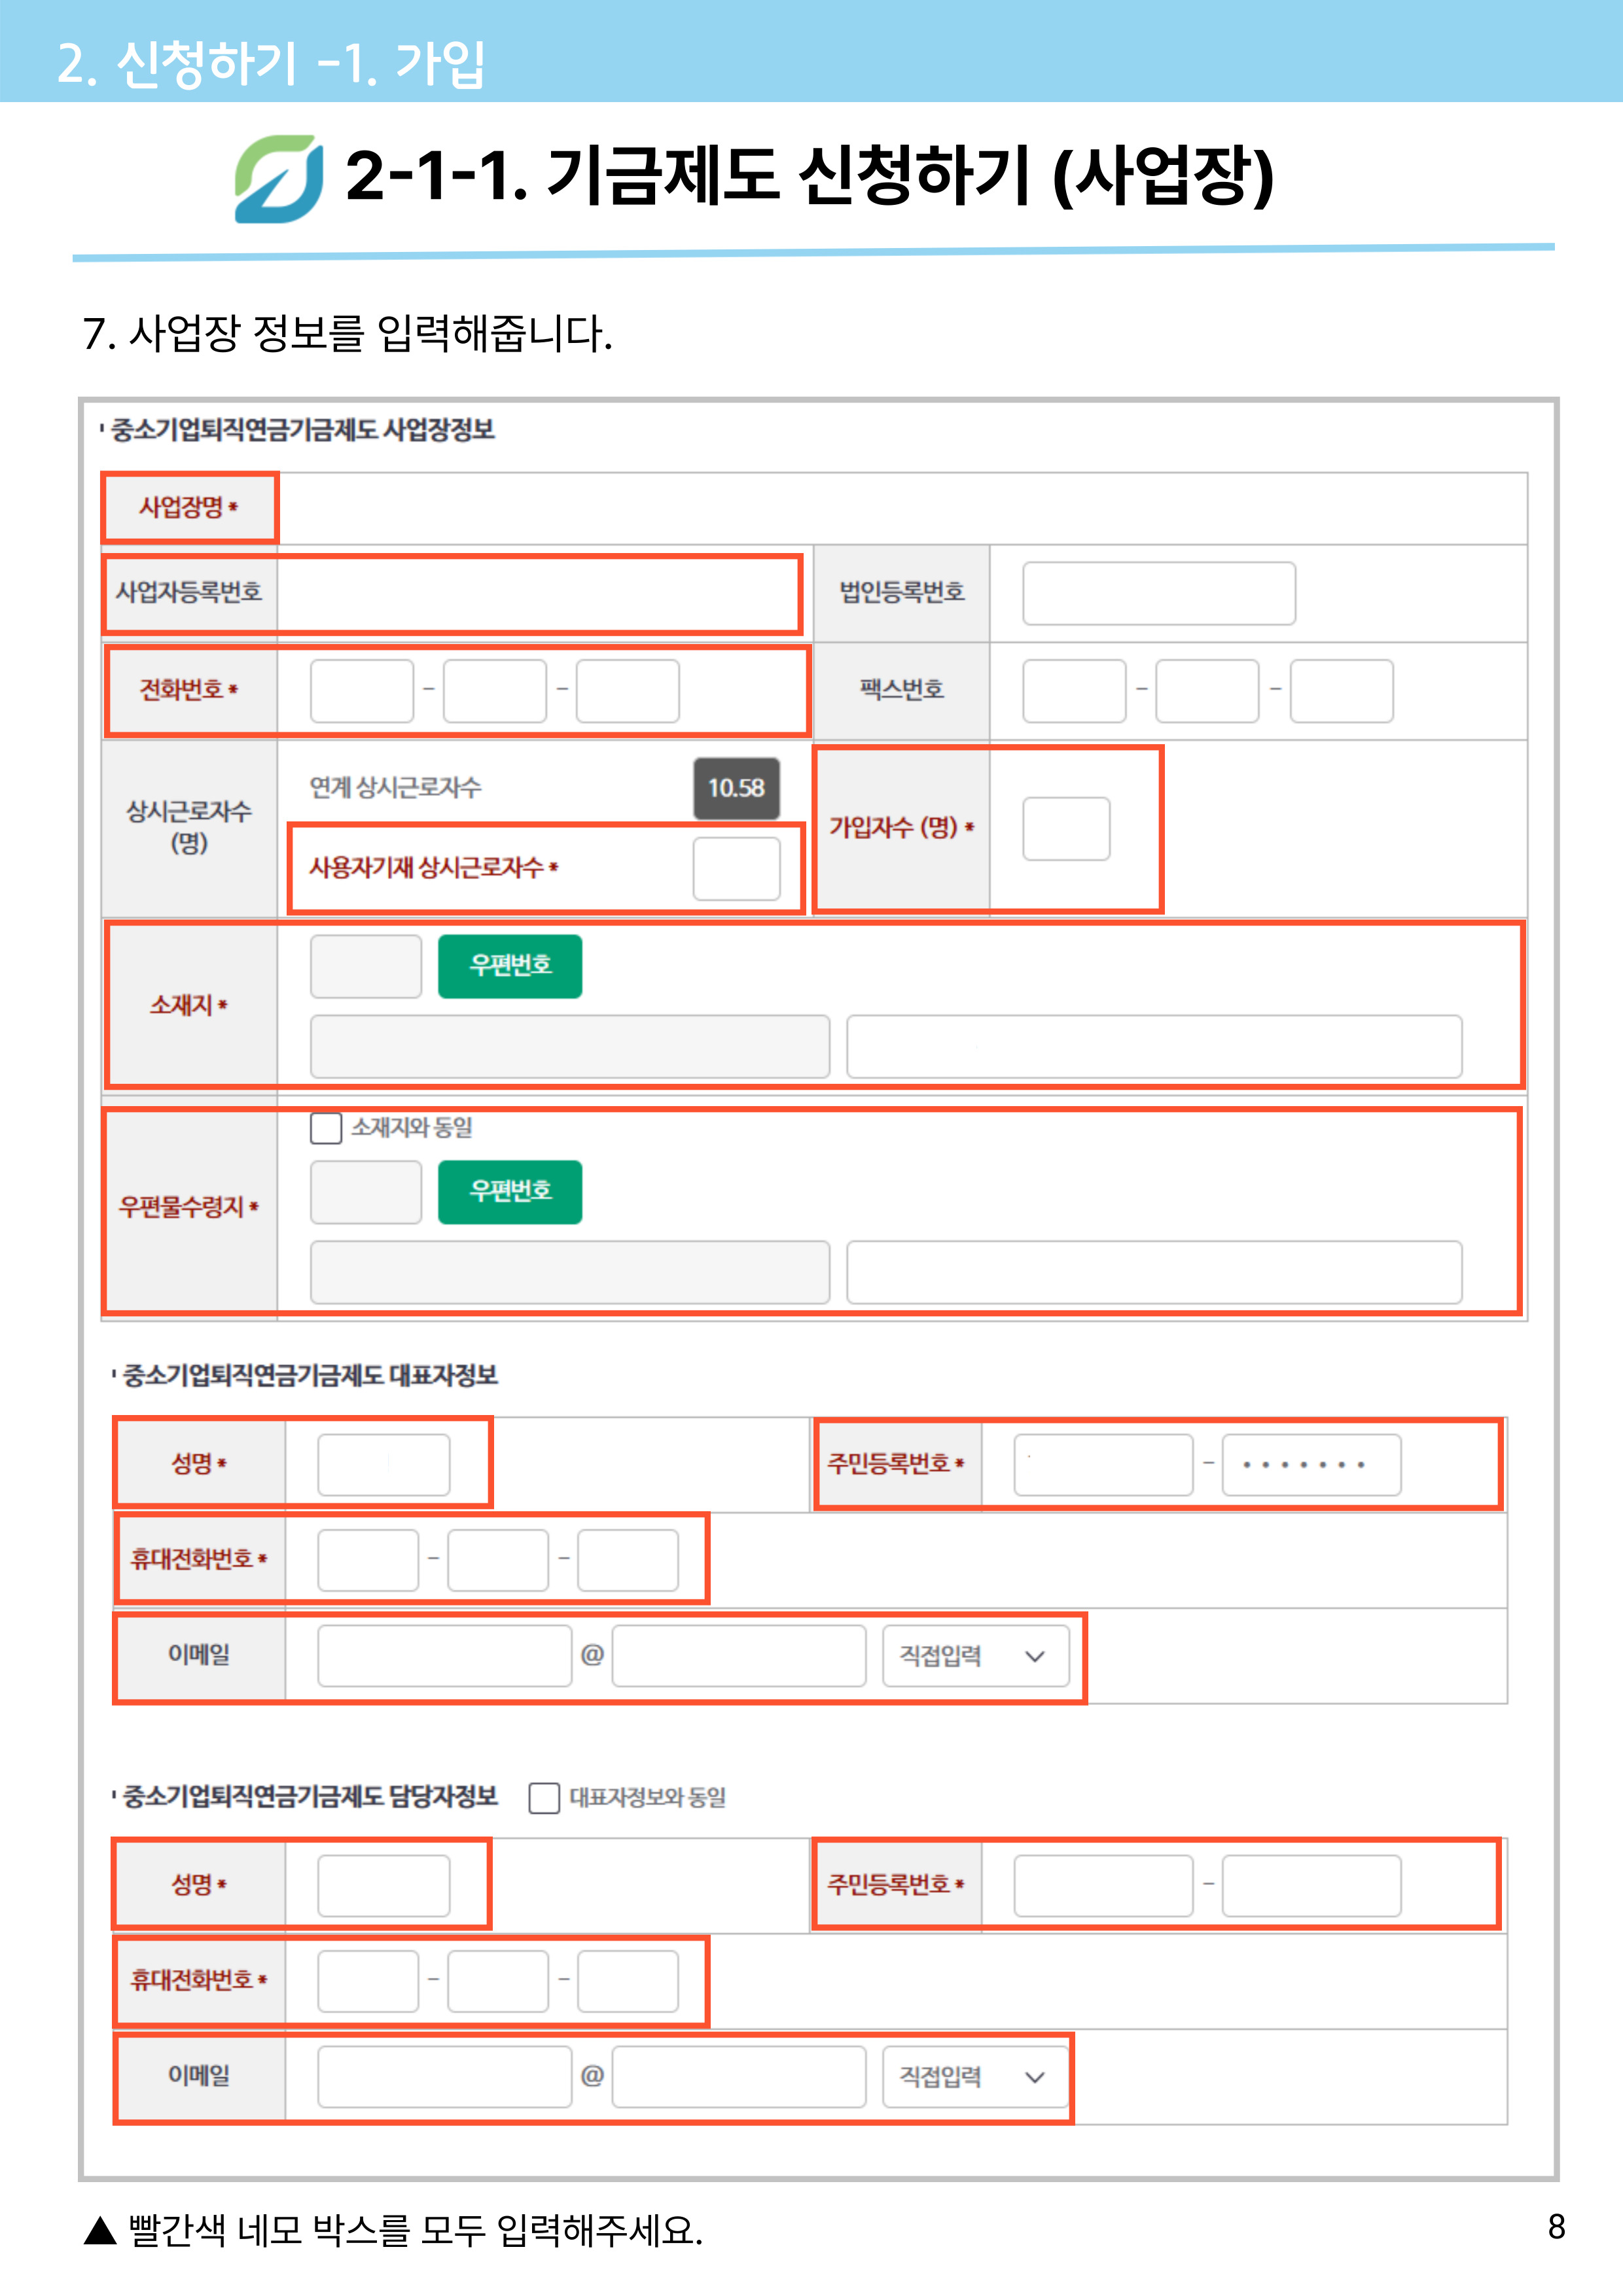 2. 신청하기 -1. 가입
2-1-1. 기금제도 신청하기 (사업장)
7. 사업장 정보를 입력해줍니다.
중소기업퇴직연금기금제도 사업장정보
사업장명 *
사업자등록번호
법인등록번호
전화번호 * - -
팩스번호 - -
상시근로자수
(명)
연계 상시근로자수 10.58
사용자기재 상시근로자수 *
가입자수 (명) *
소재지 *
우편번호
우편물수령지 *
소재지와 동일
우편번호
중소기업퇴직연금기금제도 대표자정보
성명 *
주민등록번호 * - •••••••
휴대전화번호 * - -
이메일 @ 직접입력
중소기업퇴직연금기금제도 담당자정보 대표자정보와 동일
성명 *
주민등록번호 * -
휴대전화번호 * - -
이메일 @ 직접입력
▲ 빨간색 네모 박스를 모두 입력해주세요.
8